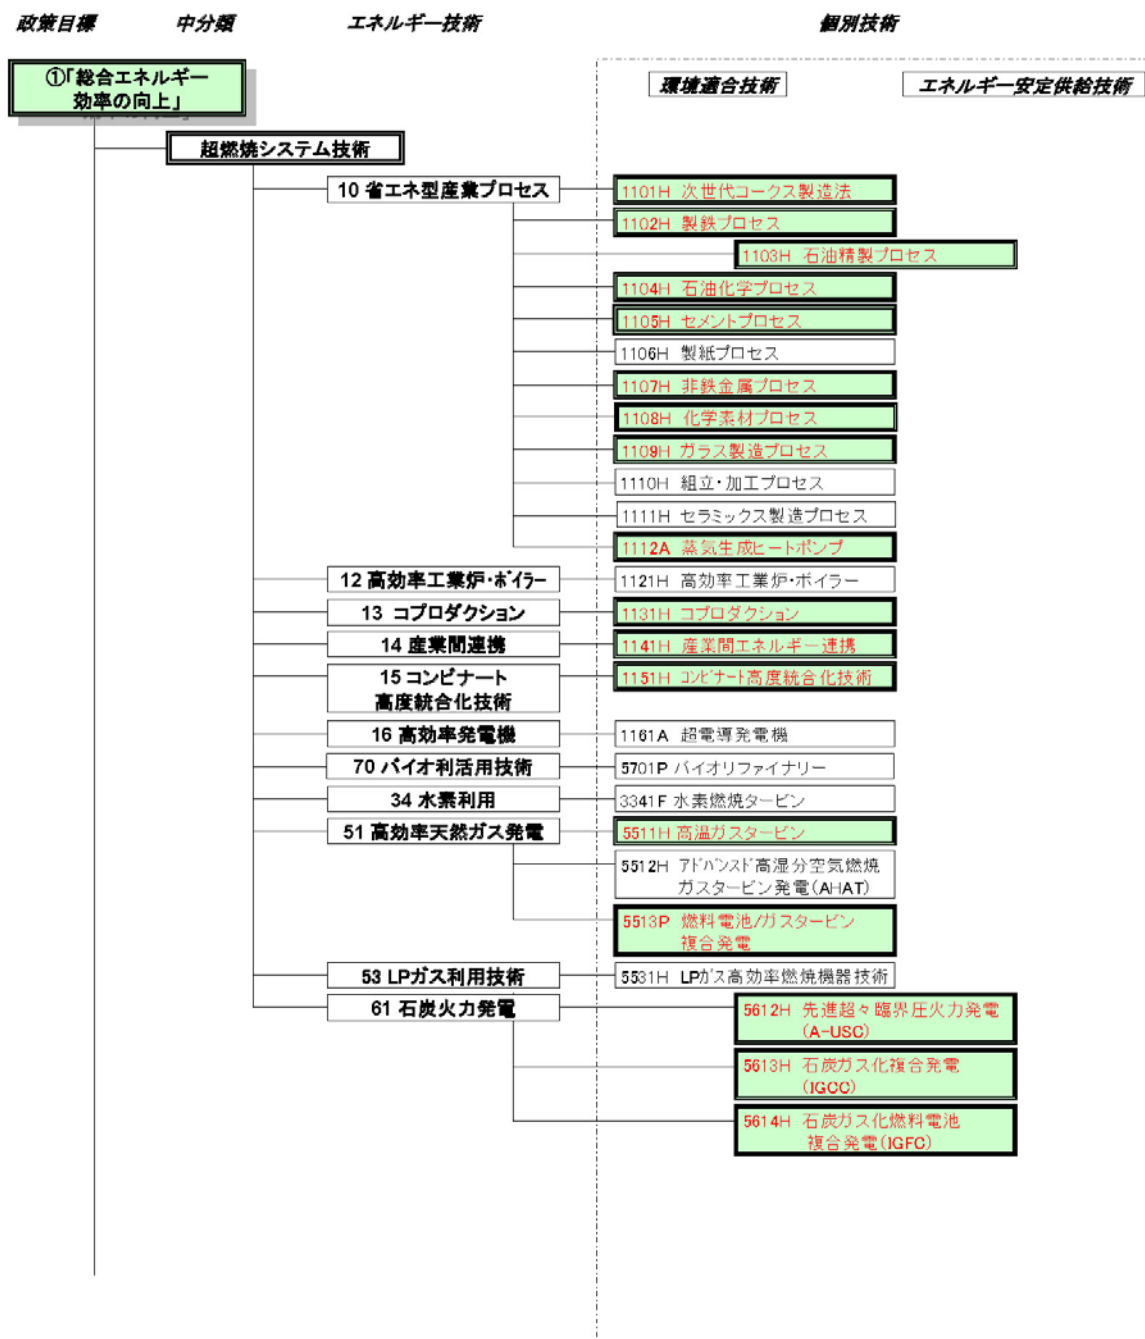 政策目標 中分類 エネルギー技術 個別技術
①「総合エネルギー
効率の向上」
環境適合技術 エネルギー安定供給技術
超燃焼システム技術
10 省エネ型産業プロセス 1101H 次世代コークス製造法
1102H 製鉄プロセス
1103H 石油精製プロセス
1104H 石油化学プロセス
1105H セメントプロセス
1106H 製紙プロセス
1107H 非鉄金属プロセス
1108H 化学素材プロセス
1109H ガラス製造プロセス
1110H 組立・加工プロセス
1111H セラミックス製造プロセス
1112A 蒸気生成ヒートポンプ
12 高効率工業炉・ボイラー 1121H 高効率工業炉・ボイラー
13 コプロダクション 1131H コプロダクション
14 産業間連携 1141H 産業間エネルギー連携
15 コンビナート
高度統合化技術
1151H コンビナート高度統合化技術
16 高効率発電機 1161A 超電導発電機
70 バイオ利活用技術 5701P バイオリファイナリー
34 水素利用 3341F 水素燃焼タービン
51 高効率天然ガス発電 5511H 高温ガスタービン
5512H アドバンスド高湿分空気燃焼
ガスタービン発電(AHAT)
5513P 燃料電池/ガスタービン
複合発電
53 LPガス利用技術 5531H LPガス高効率燃焼機器技術
61 石炭火力発電 5612H 先進超々臨界圧火力発電
(A-USC)
5613H 石炭ガス化複合発電
(IGCC)
5614H 石炭ガス化燃料電池
複合発電(IGFC)